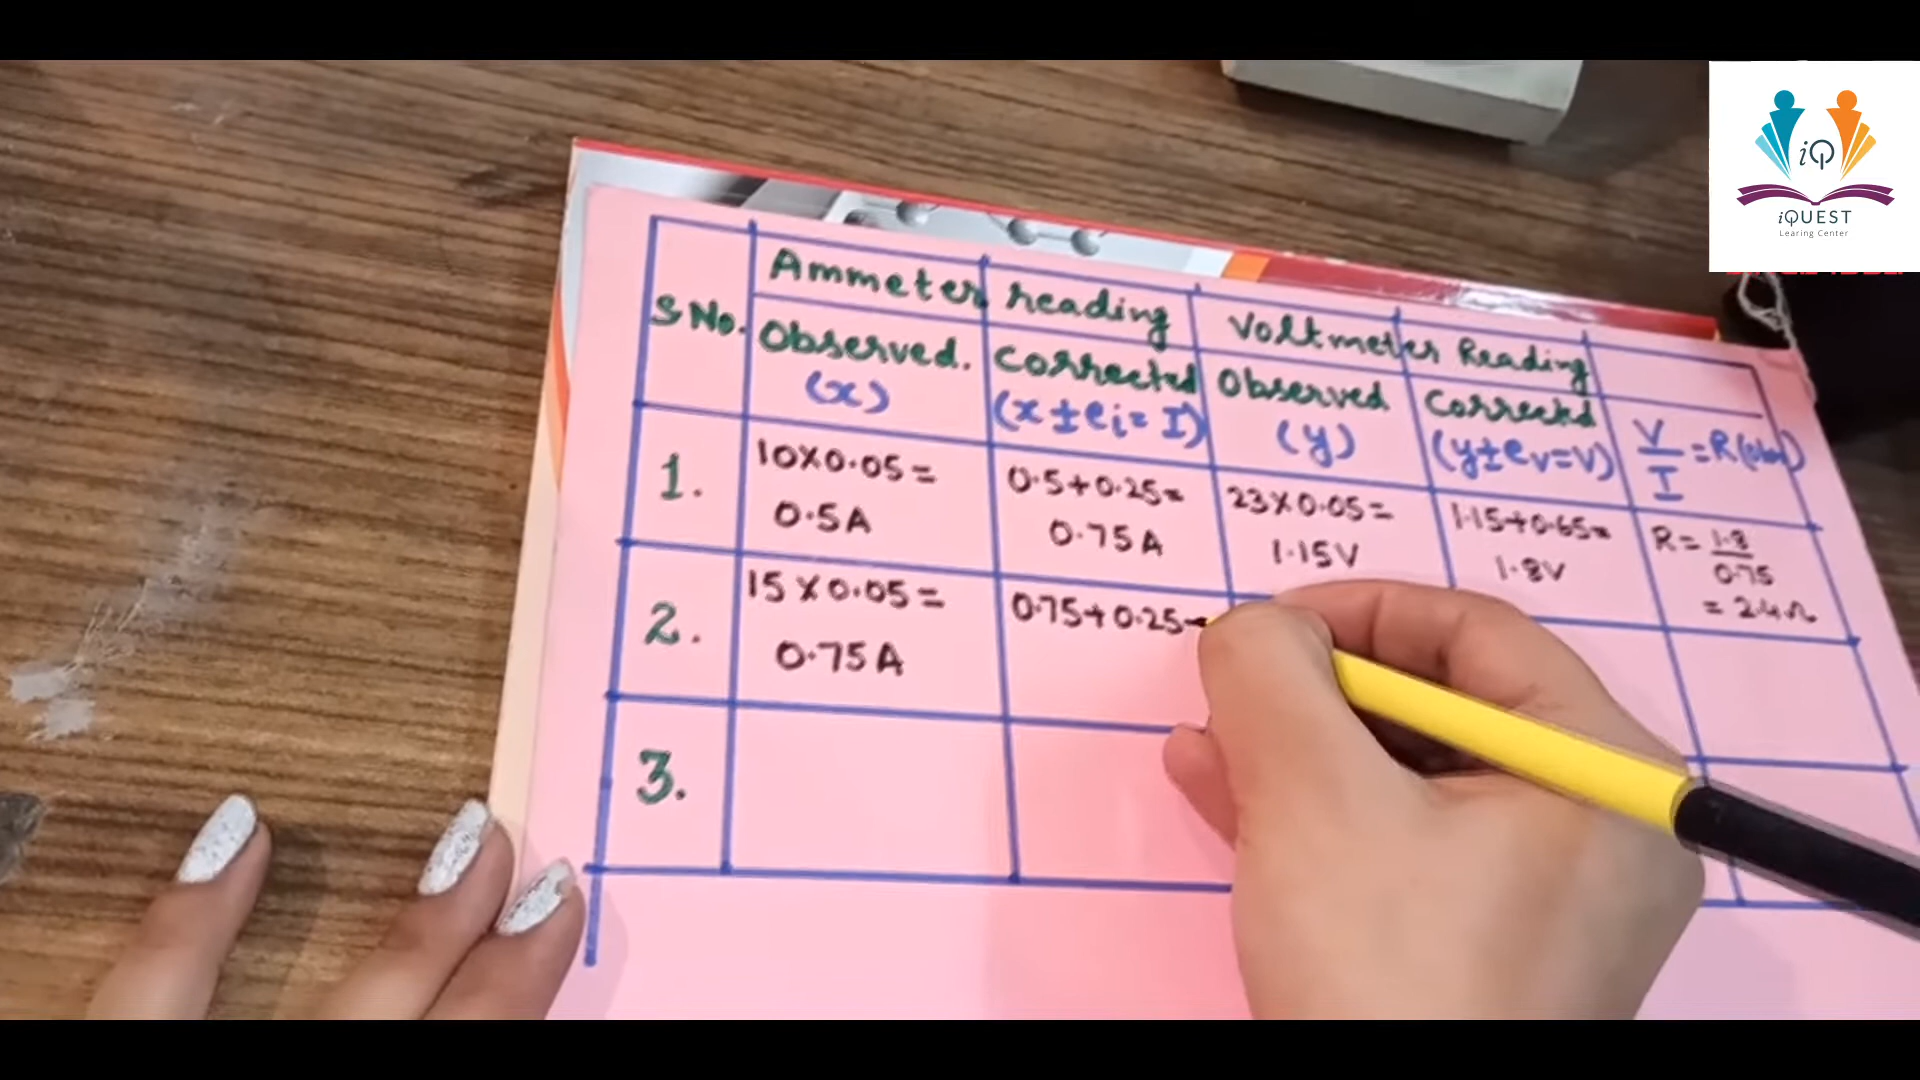 iQ
iQUEST
Learing Center
Ammeter reading
Voltmeter Reading
S No.
Observed.
(x)
Corrected
(x ± ei = I)
Observed
(y)
Corrected
(y ± ev = V)
V/I = R(ohm)
1.
10×0.05 =
0.5A
0.5+0.25=
0.75A
23×0.05=
1.15V
1.15+0.65=
1.8V
R = 1.8/0.75
= 2.4Ω
2.
15×0.05 =
0.75A
0.75+0.25=
3.